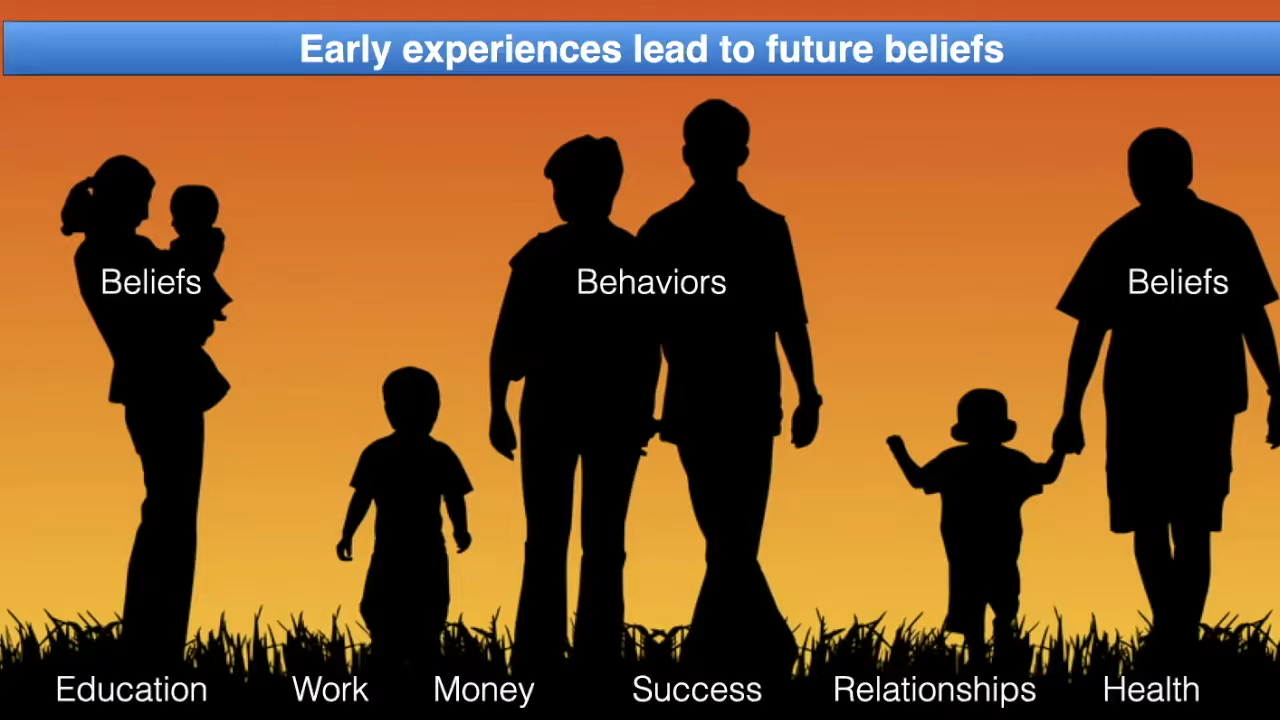 Early experiences lead to future beliefs
Beliefs Behaviors Beliefs
Education Work Money Success Relationships Health